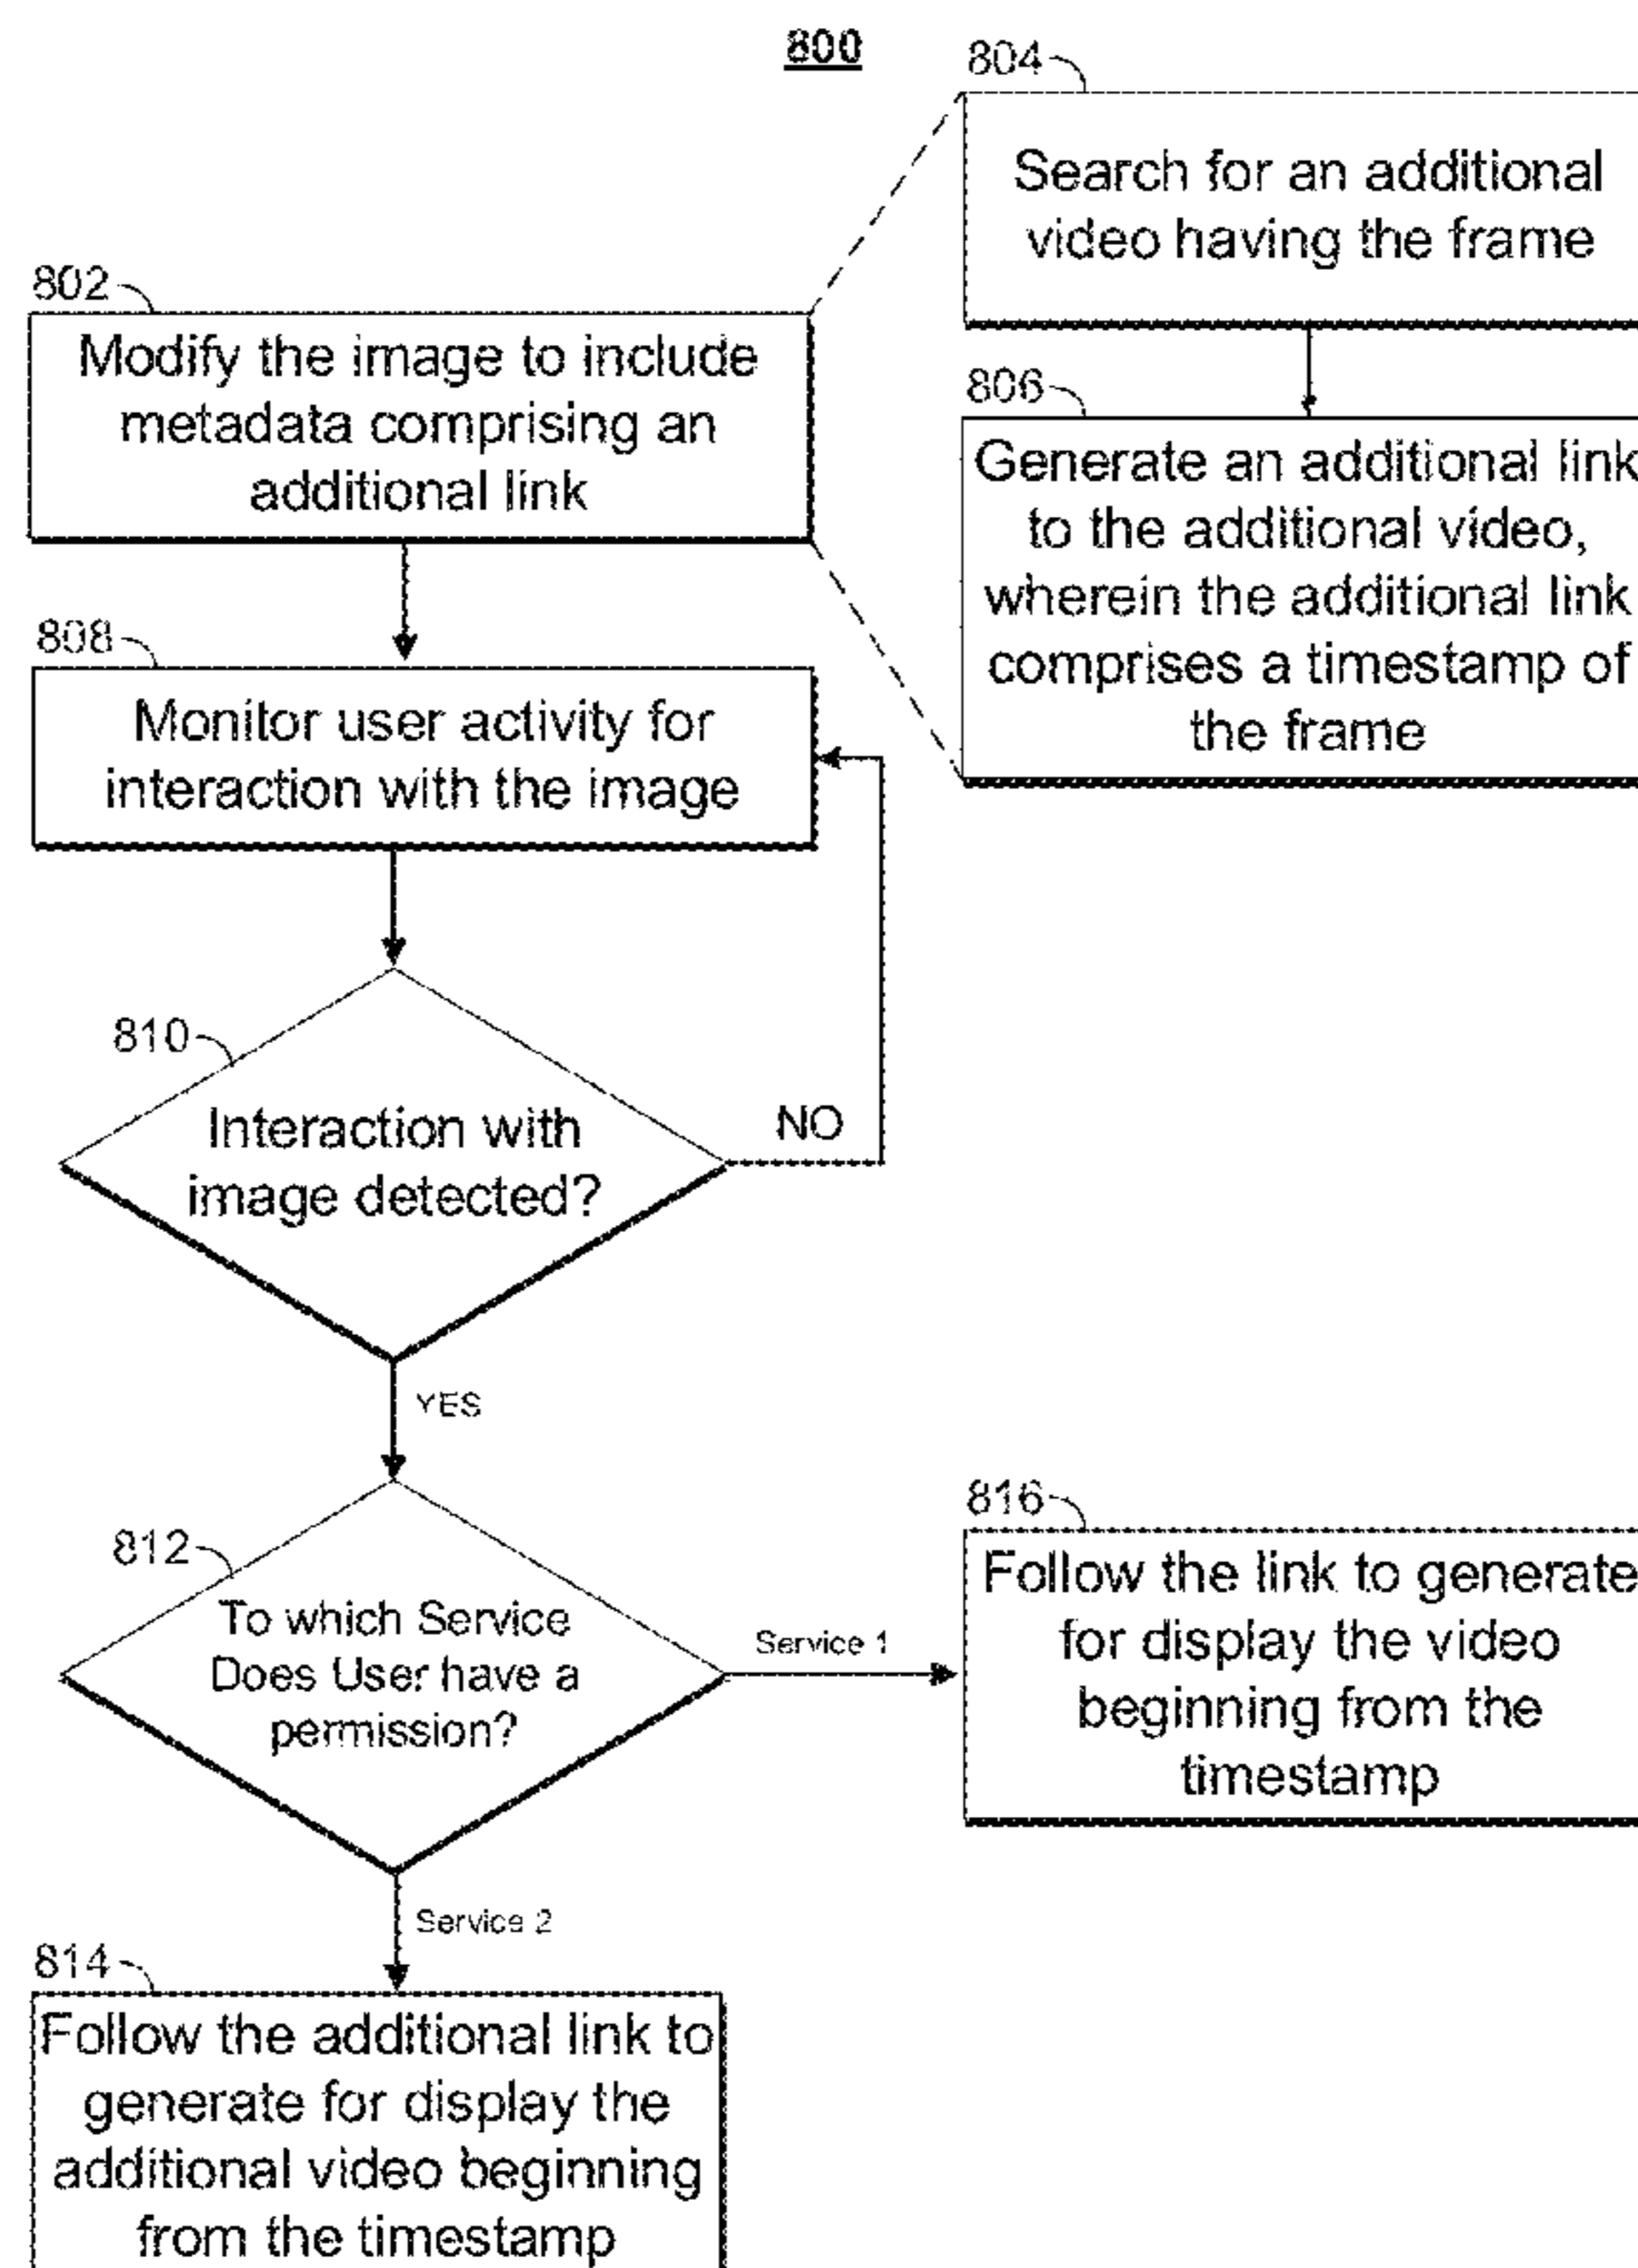 800
804
Search for an additional
video having the frame
802
Modify the image to include
metadata comprising an
additional link
806
Generate an additional link
to the additional video,
wherein the additional link
comprises a timestamp of
the frame
808
Monitor user activity for
interaction with the image
810
Interaction with
image detected?
NO
YES
812
To which Service
Does User have a
permission?
Service 1
816
Follow the link to generate
for display the video
beginning from the
timestamp
Service 2
814
Follow the additional link to
generate for display the
additional video beginning
from the timestamp